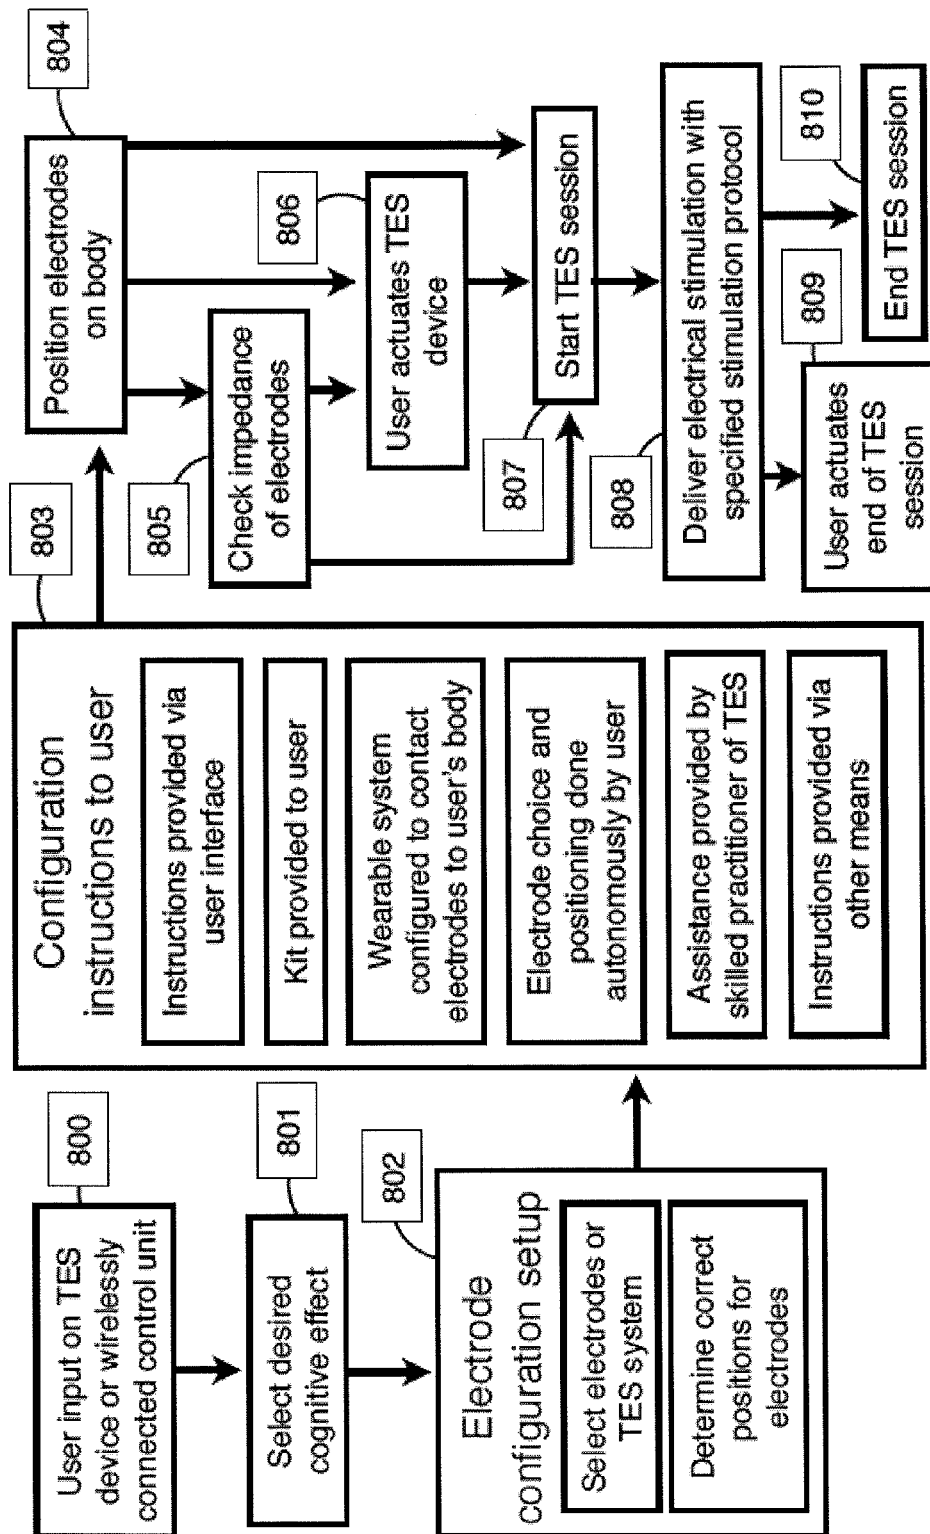 800
User input on TES
device or wirelessly
connected control unit
801
Select desired
cognitive effect
802
Electrode
configuration setup
Select electrodes or
TES system
Determine correct
positions for
electrodes
803
Configuration
instructions to user
Instructions provided via
user interface
Kit provided to user
Wearable system
configured to contact
electrodes to user's body
Electrode choice and
positioning done
autonomously by user
Assistance provided by
skilled practitioner of TES
Instructions provided via
other means
804
Position electrodes
on body
805
Check impedance
of electrodes
806
User actuates TES
device
807
Start TES session
808
Deliver electrical stimulation with
specified stimulation protocol
809
User actuates
end of TES
session
810
End TES session